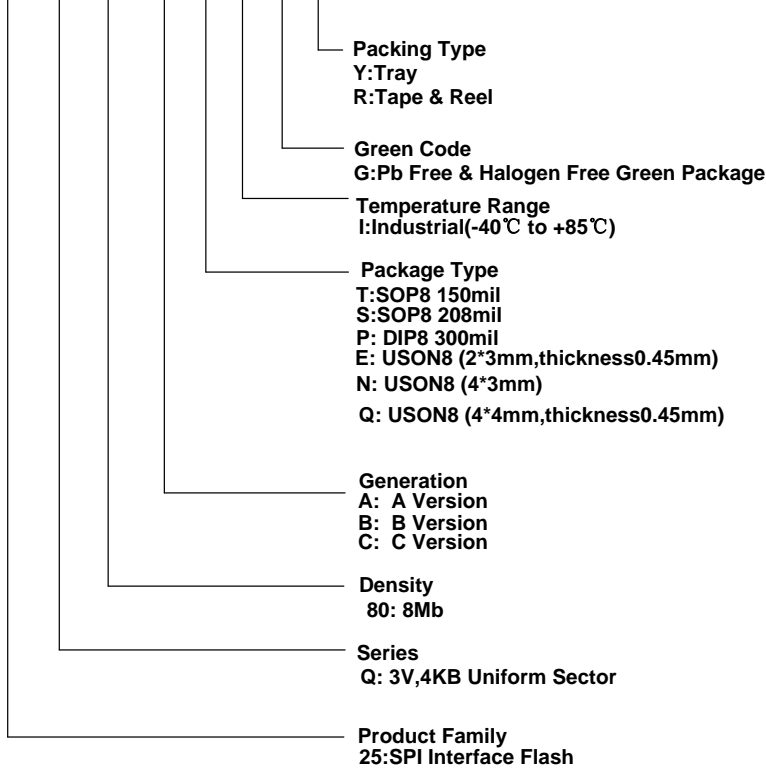 Packing Type
Y:Tray
R:Tape & Reel
Green Code
G:Pb Free & Halogen Free Green Package
Temperature Range
I:Industrial(-40℃ to +85℃)
Package Type
T:SOP8 150mil
S:SOP8 208mil
P: DIP8 300mil
E: USON8 (2*3mm,thickness0.45mm)
N: USON8 (4*3mm)
Q: USON8 (4*4mm,thickness0.45mm)
Generation
A: A Version
B: B Version
C: C Version
Density
80: 8Mb
Series
Q: 3V,4KB Uniform Sector
Product Family
25:SPI Interface Flash